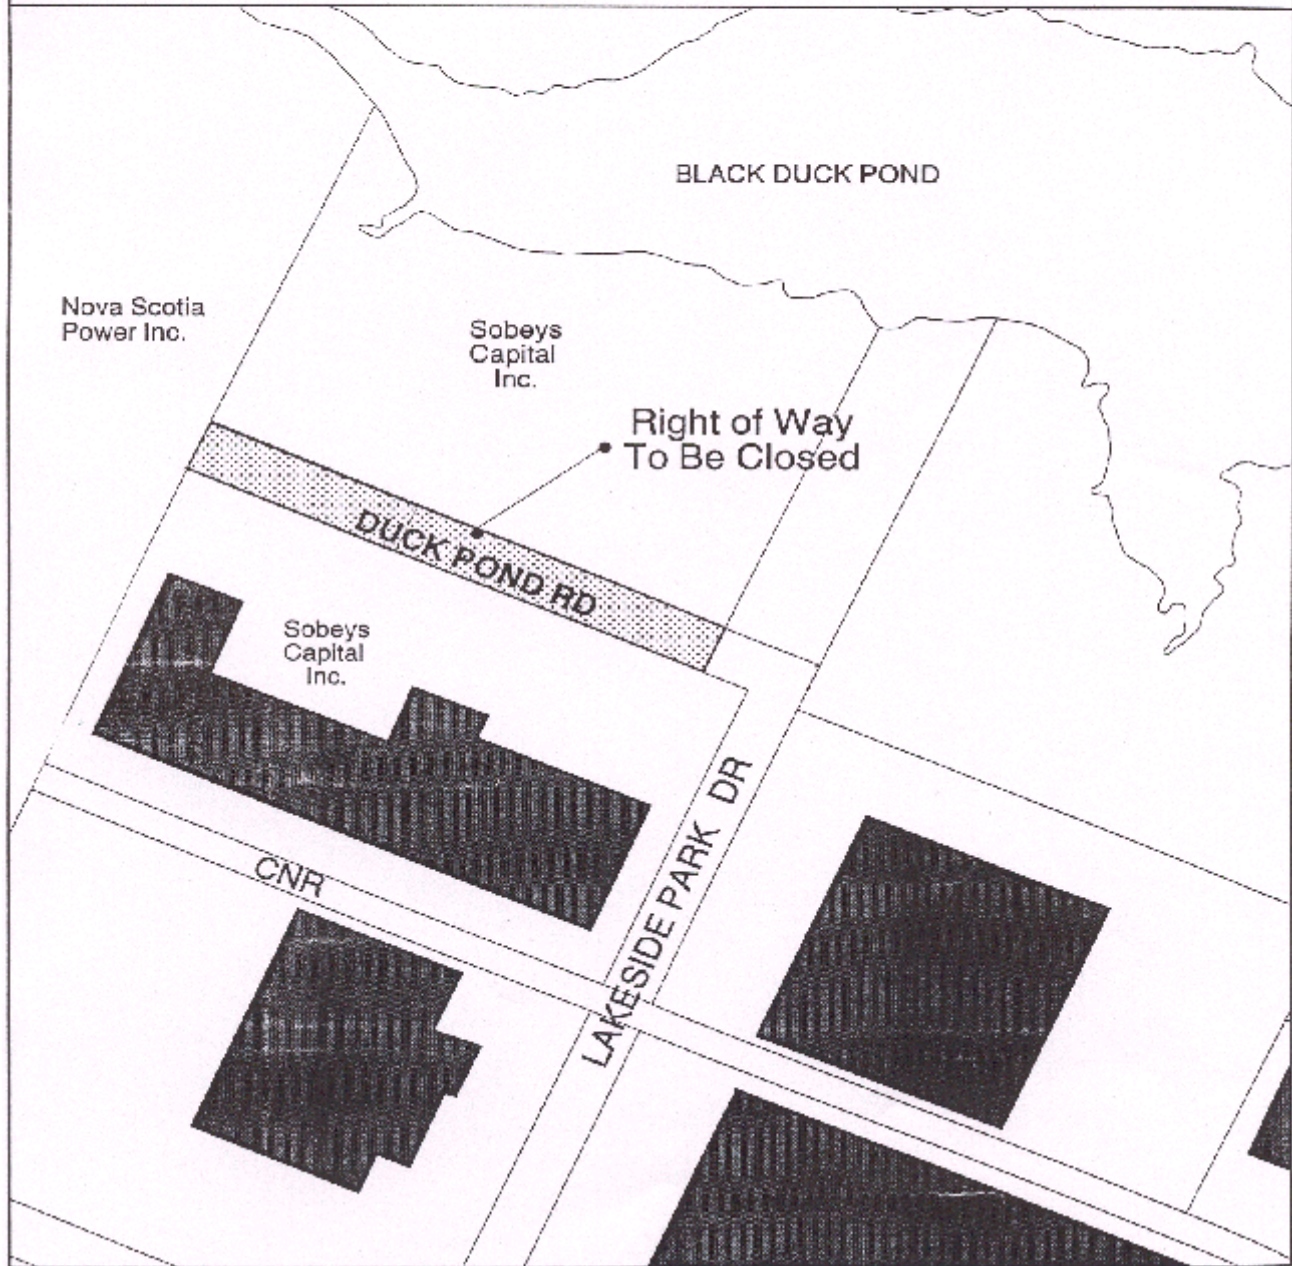 BLACK DUCK POND
Nova Scotia
Power Inc.
Sobeys
Capital
Inc.
Right of Way
To Be Closed
DUCK POND RD
Sobeys
Capital
Inc.
LAKESIDE PARK DR
CNR